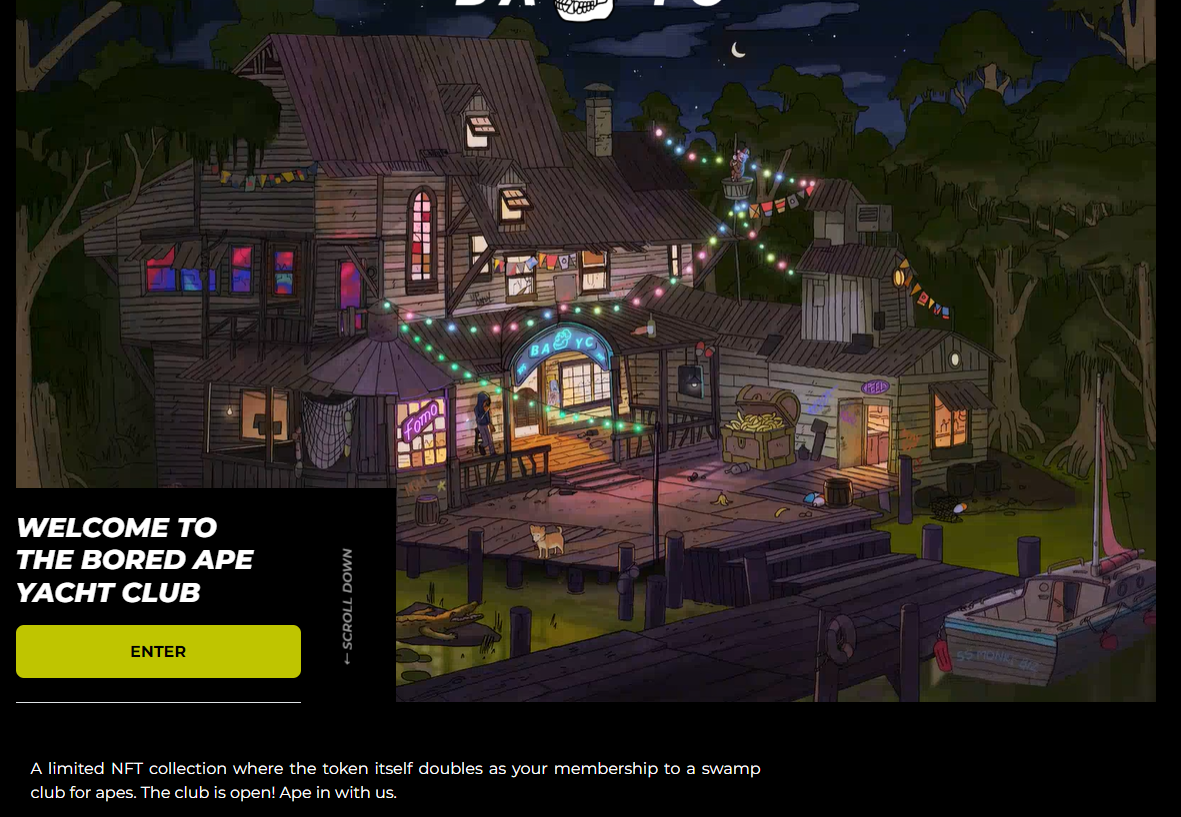 BA YC
BA YC
Fomo
WELCOME TO
THE BORED APE
YACHT CLUB
← SCROLL DOWN
ENTER
A limited NFT collection where the token itself doubles as your membership to a swamp
club for apes. The club is open! Ape in with us.